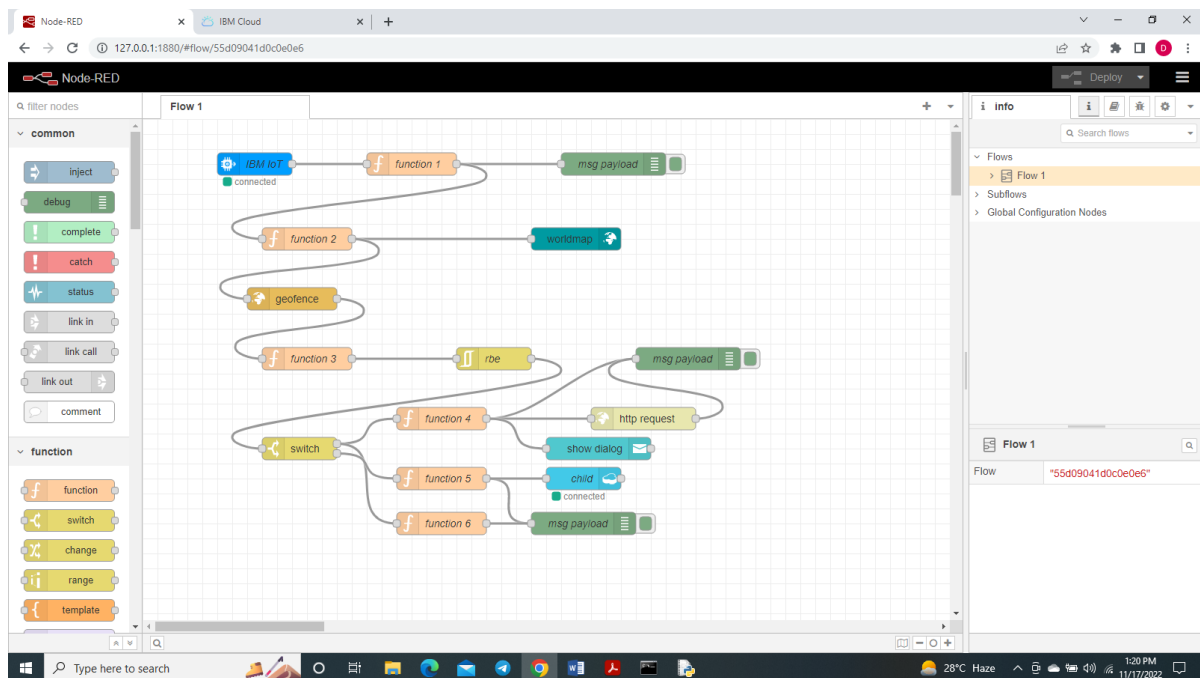 Node-RED
IBM Cloud
127.0.0.1:1880/#flow/55d09041d0c0e0e6
D
Node-RED
Deploy
filter nodes
Flow 1
i info
i
common
Search flows
inject
IBM IoT
function 1
msg payload
Flows
connected
Flow 1
debug
Subflows
complete
Global Configuration Nodes
function 2
worldmap
catch
status
geofence
link in
link call
function 3
rbe
msg payload
link out
comment
function 4
http request
switch
show dialog
Flow 1
function
function 5
child
Flow
"55d09041d0c0e0e6"
connected
function
function 6
msg payload
switch
change
range
template
Type here to search
28°C Haze
1:20 PM
11/17/2022